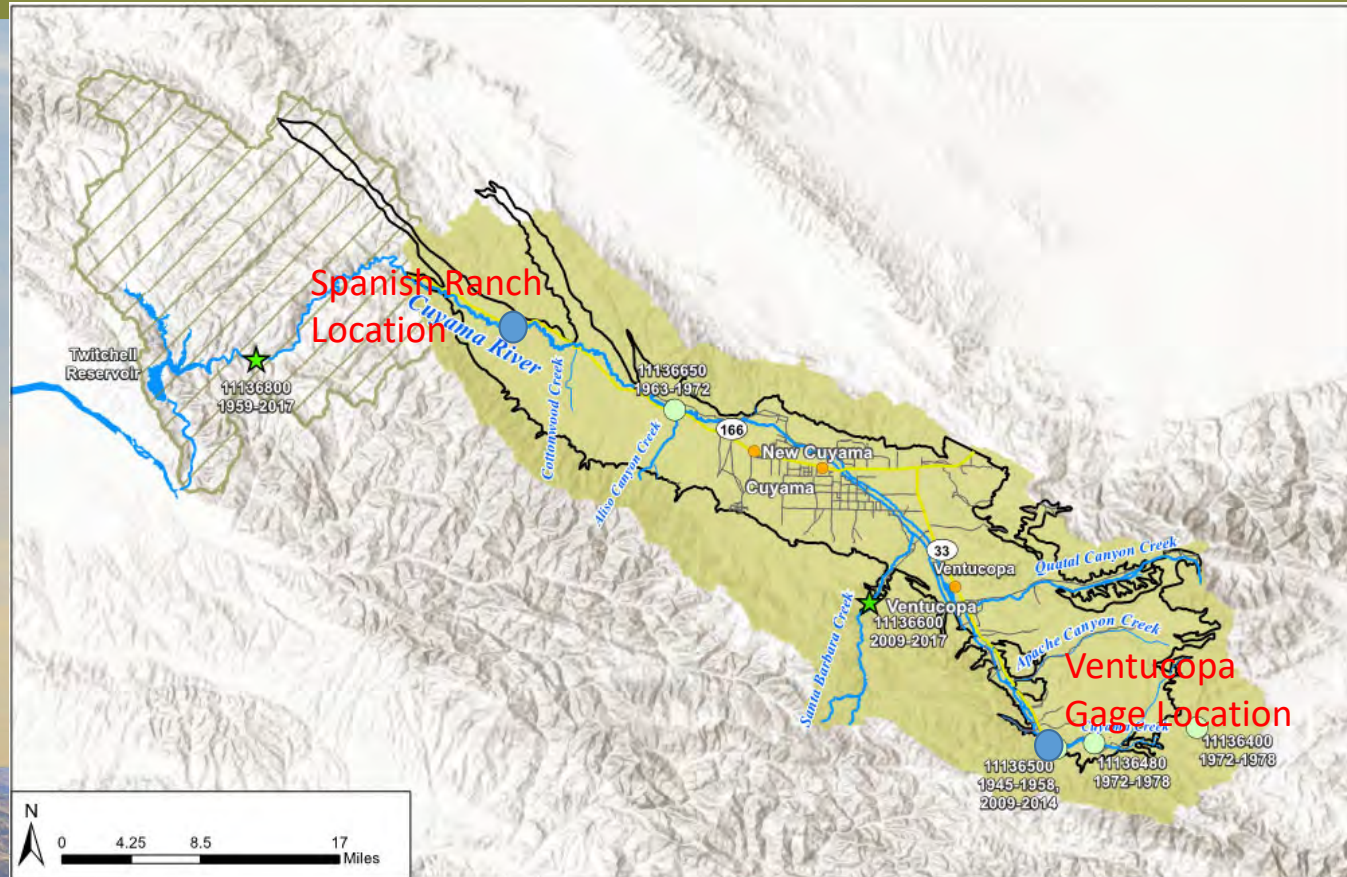 Spanish Ranch
Location
Cuyama River
Twitchell
Reservoir
11136800
1959-2017
Cottonwood Creek
11136650
1963-1972
Aliso Canyon Creek
166
New Cuyama
Cuyama
33
Ventucopa
Quatal Canyon Creek
Ventucopa
11136600
2009-2017
Santa Barbara Creek
Apache Canyon Creek
Ventucopa
Gage Location
Cuyama Creek
11136400
1972-1978
11136500
1945-1958,
2009-2014
11136480
1972-1978
N
0 4.25 8.5 17
Miles